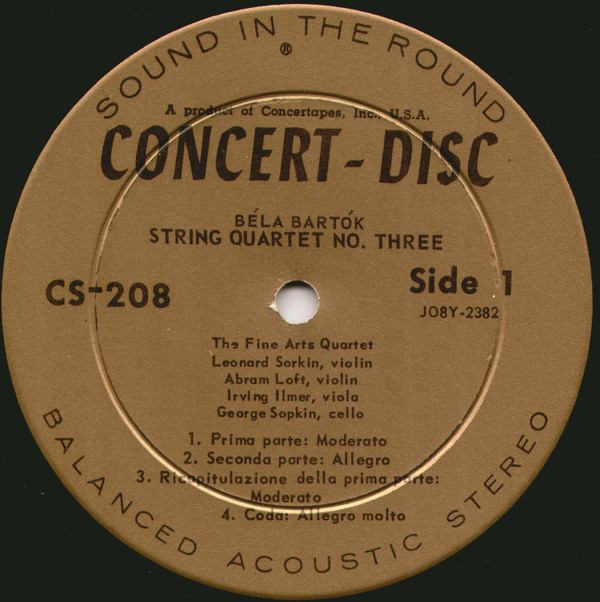 SOUND IN THE ROUND
®
A product of Concertapes, Inc., U.S.A.
CONCERT-DISC
BÉLA BARTÓK
STRING QUARTET NO. THREE
CS-208
Side 1
JO8Y-2382
The Fine Arts Quartet
Leonard Sorkin, violin
Abram Loft, violin
Irving Ilmer, viola
George Sopkin, cello
1. Prima parte: Moderato
2. Seconda parte: Allegro
3. Ricapitulazione della prima parte:
Moderato
4. Coda: Allegro molto
BALANCED ACOUSTIC STEREO